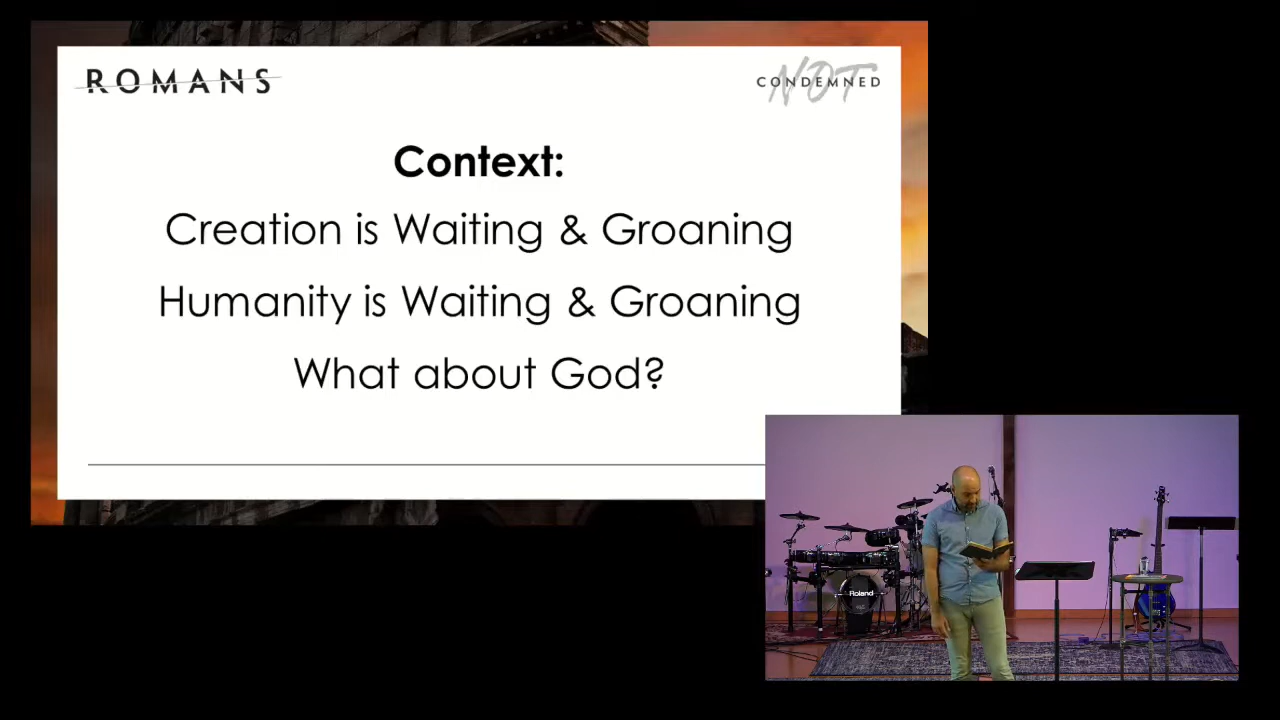 ROMANS
NOT
CONDEMNED
Context:
Creation is Waiting & Groaning
Humanity is Waiting & Groaning
What about God?
Roland